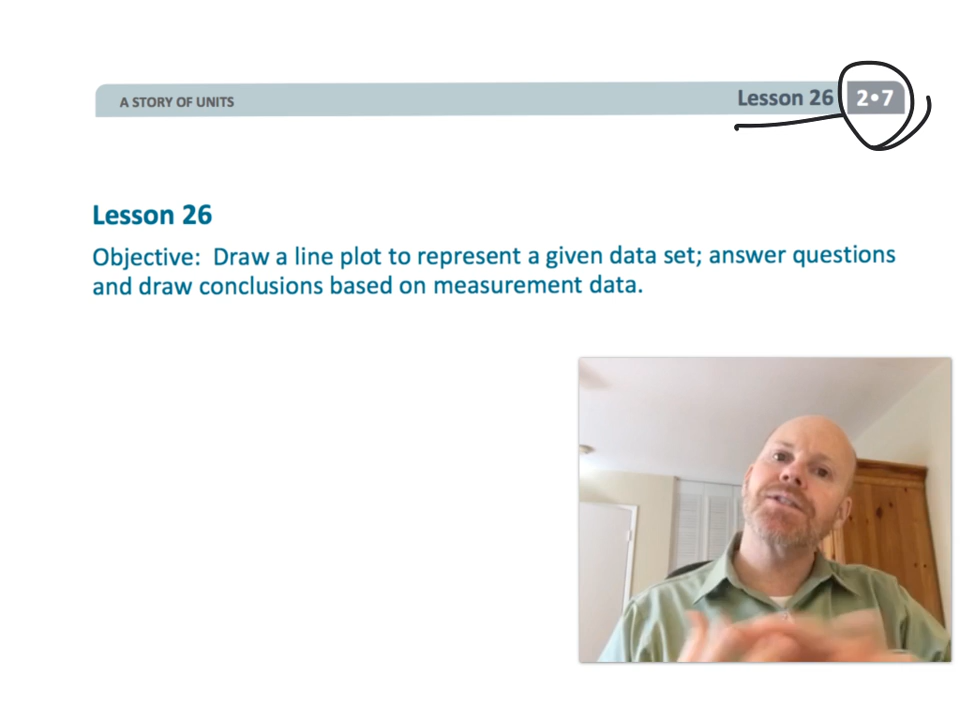 A STORY OF UNITS
Lesson 26 2•7
Lesson 26
Objective: Draw a line plot to represent a given data set; answer questions
and draw conclusions based on measurement data.